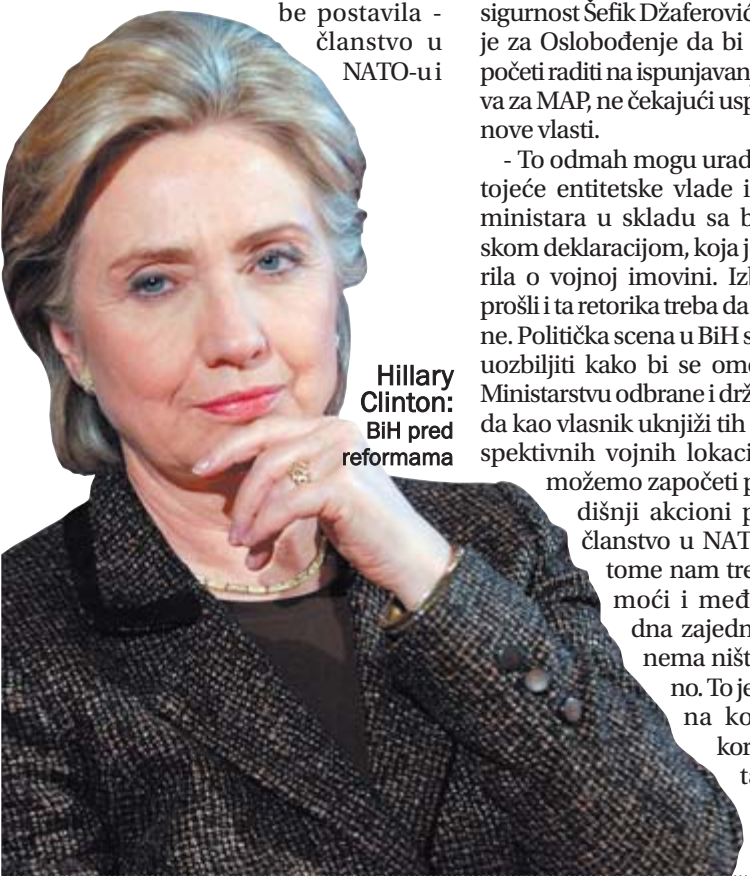 be postavila -
članstvo u
NATO-u i
Hillary
Clinton:
BiH pred
reformama
sigurnost Šefik Džaferović
je za Oslobođenje da bi
početi raditi na ispunjavan
va za MAP, ne čekajući usp
nove vlasti.
- To odmah mogu urad
tojeće entitetske vlade i
ministara u skladu sa b
skom deklaracijom, koja j
rila o vojnoj imovini. Izb
prošli i ta retorika treba da
ne. Politička scena u BiH s
uozbiljiti kako bi se omo
Ministarstvu odbrane i drž
da kao vlasnik uknjiži tih
spektivnih vojnih lokaci
možemo započeti p
dišnji akcioni p
članstvo u NAT
tome nam tre
moći i međ
dna zajedn
nema ništ
no. To je
na ko
kor
ta